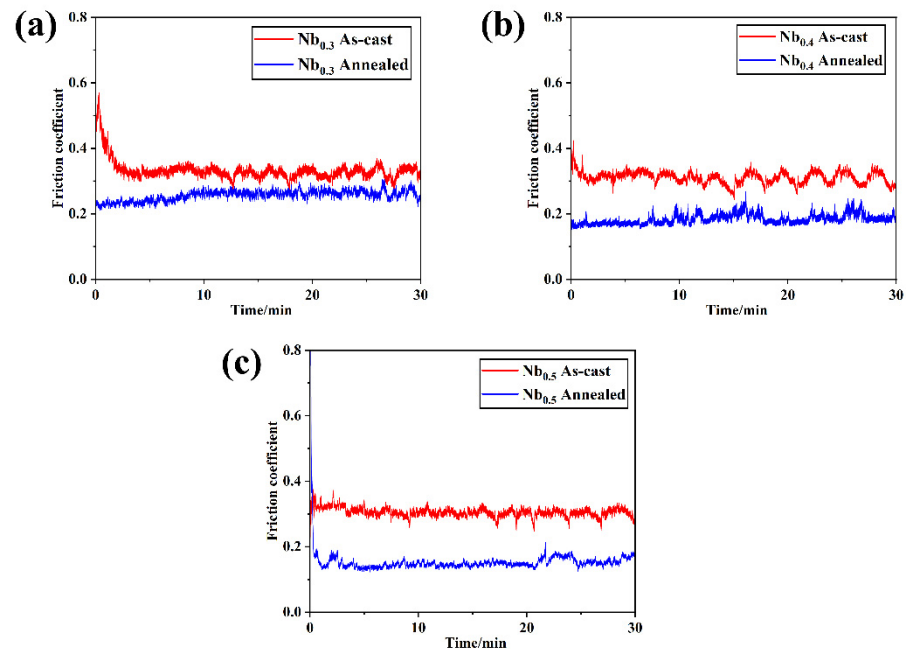 (a)
Nb0.3 As-cast
Nb0.3 Annealed
Friction coefficient
0.8
0.6
0.4
0.2
0.0
0 10 20 30
Time/min
(b)
Nb0.4 As-cast
Nb0.4 Annealed
Friction coefficient
0.8
0.6
0.4
0.2
0.0
0 10 20 30
Time/min
(c)
Nb0.5 As-cast
Nb0.5 Annealed
Friction coefficient
0.8
0.6
0.4
0.2
0.0
0 10 20 30
Time/min